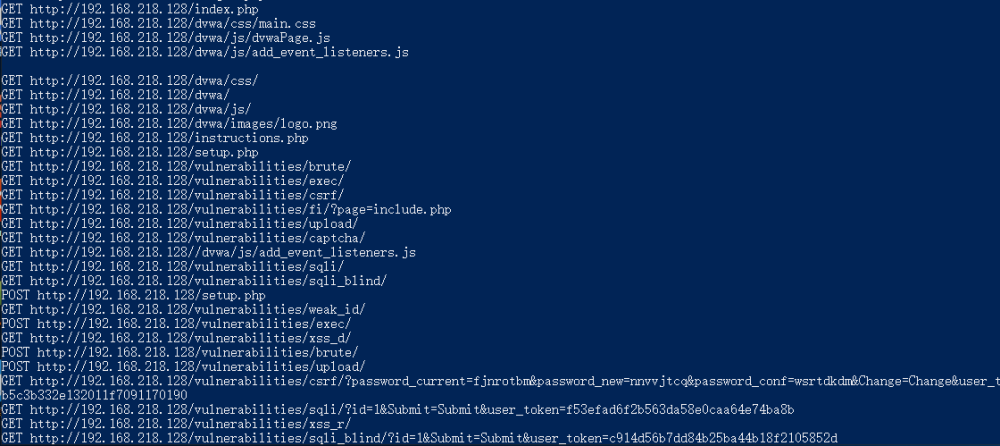 GET http://192.168.218.128/index.php
GET http://192.168.218.128/dvwa/css/main.css
GET http://192.168.218.128/dvwa/js/dvwaPage.js
GET http://192.168.218.128/dvwa/js/add_event_listeners.js
GET http://192.168.218.128/dvwa/css/
GET http://192.168.218.128/dvwa/
GET http://192.168.218.128/dvwa/js/
GET http://192.168.218.128/dvwa/images/logo.png
GET http://192.168.218.128/instructions.php
GET http://192.168.218.128/setup.php
GET http://192.168.218.128/vulnerabilities/brute/
GET http://192.168.218.128/vulnerabilities/exec/
GET http://192.168.218.128/vulnerabilities/csrf/
GET http://192.168.218.128/vulnerabilities/fi/?page=include.php
GET http://192.168.218.128/vulnerabilities/upload/
GET http://192.168.218.128/vulnerabilities/captcha/
GET http://192.168.218.128//dvwa/js/add_event_listeners.js
GET http://192.168.218.128/vulnerabilities/sqli/
GET http://192.168.218.128/vulnerabilities/sqli_blind/
POST http://192.168.218.128/setup.php
GET http://192.168.218.128/vulnerabilities/weak_id/
POST http://192.168.218.128/vulnerabilities/exec/
GET http://192.168.218.128/vulnerabilities/xss_d/
POST http://192.168.218.128/vulnerabilities/brute/
POST http://192.168.218.128/vulnerabilities/upload/
GET http://192.168.218.128/vulnerabilities/csrf/?password_current=fjnrotbm&password_new=nnvvjtcq&password_conf=wsrtdkdm&Change=Change&user_t
b5c3b332e132011f7091170190
GET http://192.168.218.128/vulnerabilities/sqli/?id=1&Submit=Submit&user_token=f53efad6f2b563da58e0caa64e74ba8b
GET http://192.168.218.128/vulnerabilities/xss_r/
GET http://192.168.218.128/vulnerabilities/sqli_blind/?id=1&Submit=Submit&user_token=c914d56b7dd84b25ba44b18f2105852d